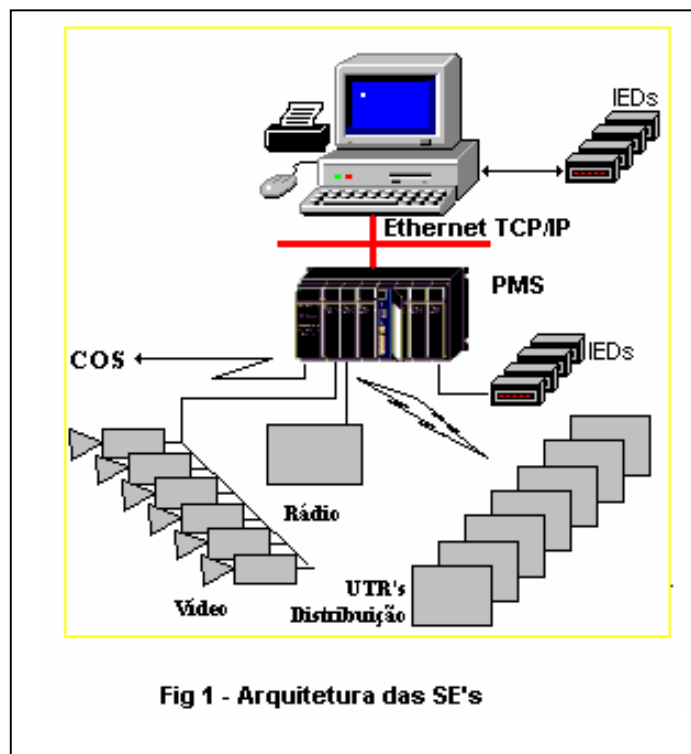 IEDs
Ethernet TCP/IP
PMS
COS
IEDs
Rádio
Vídeo
UTR's
Distribuição
Fig 1 - Arquitetura das SE's